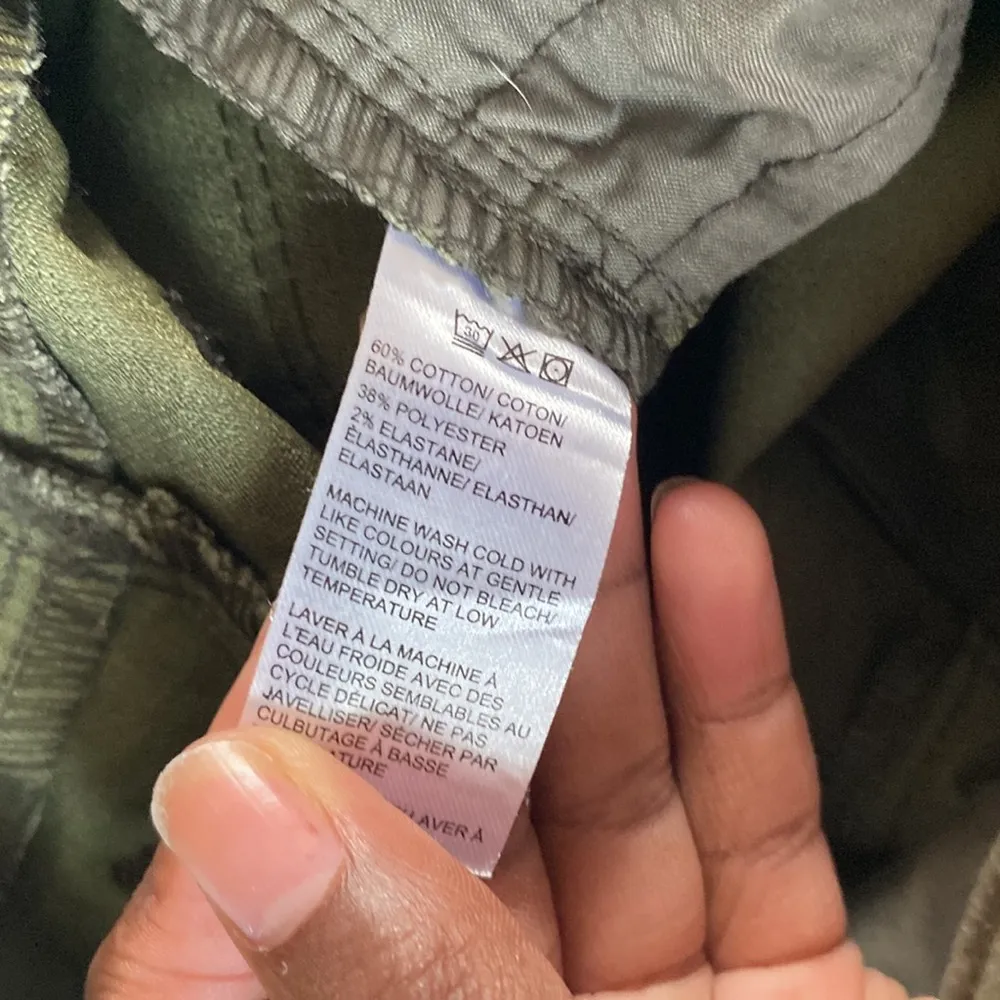 30
60% COTTON/ COTON/
BAUMWOLLE/ KATOEN
38% POLYESTER
2% ELASTANE/
ÉLASTHANNE/ ELASTHAN/
ELASTAAN
MACHINE WASH COLD WITH
LIKE COLOURS AT GENTLE
SETTING/ DO NOT BLEACH/
TUMBLE DRY AT LOW
TEMPERATURE
LAVER À LA MACHINE À
L'EAU FROIDE AVEC DES
COULEURS SEMBLABLES AU
CYCLE DÉLICAT/ NE PAS
JAVELLISER/ SÉCHER PAR
CULBUTAGE À BASSE
LAVER À